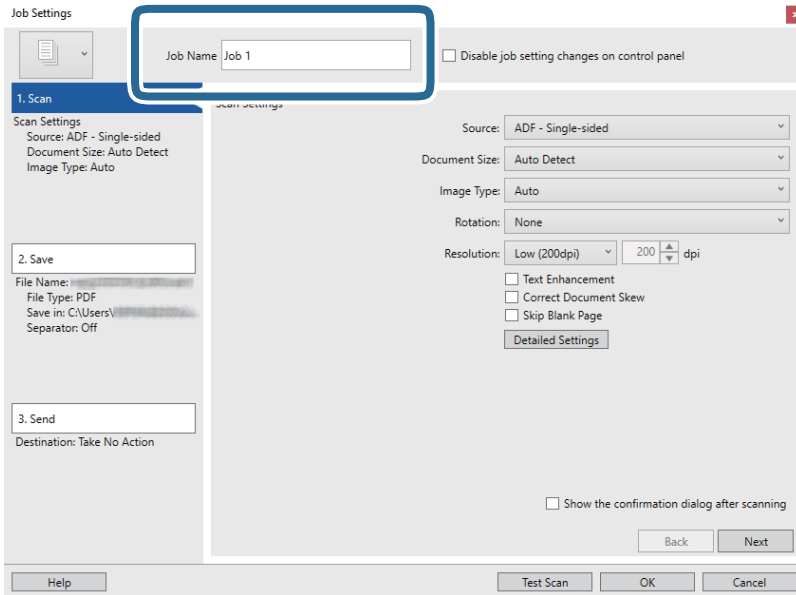 Job Settings
Job Name Job 1
Disable job setting changes on control panel
1. Scan
Scan Settings
Source: ADF - Single-sided
Document Size: Auto Detect
Image Type: Auto
2. Save
File Name:
File Type: PDF
Save in: C:\Users\
Separator: Off
3. Send
Destination: Take No Action
Scan Settings
Source: ADF - Single-sided
Document Size: Auto Detect
Image Type: Auto
Rotation: None
Resolution: Low (200dpi) 200 dpi
Text Enhancement
Correct Document Skew
Skip Blank Page
Detailed Settings
Show the confirmation dialog after scanning
Back Next
Help Test Scan OK Cancel